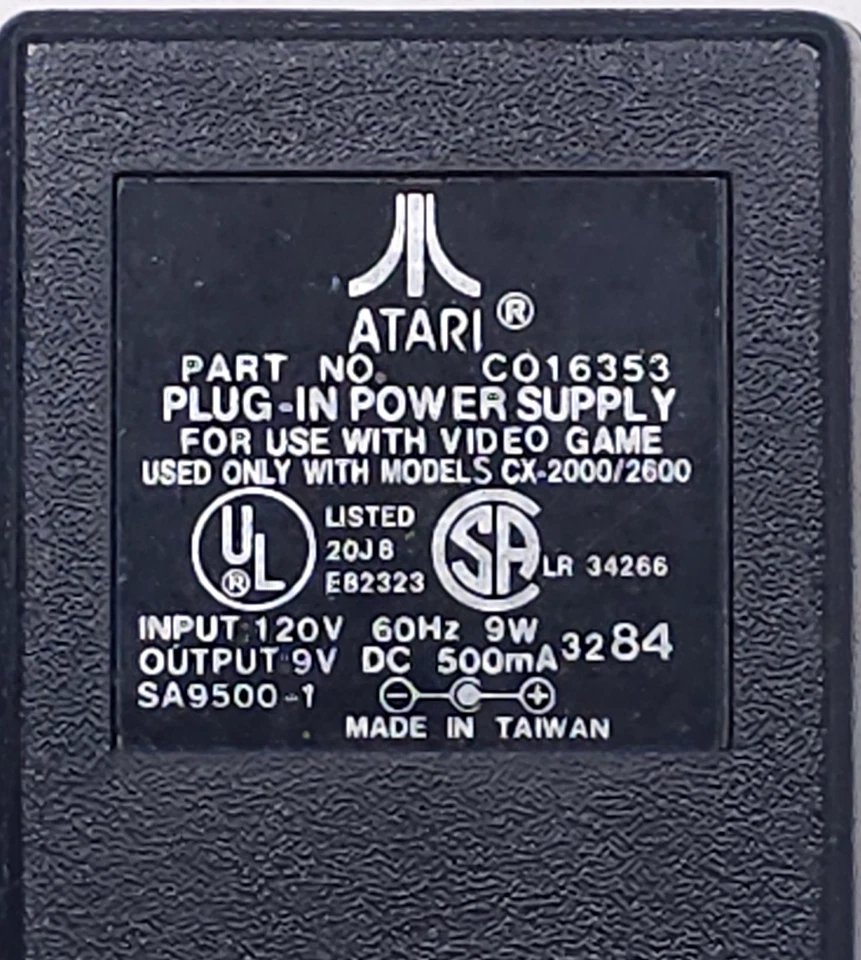 ATARI ®
PART NO. CO16353
PLUG-IN POWER SUPPLY
FOR USE WITH VIDEO GAME
USED ONLY WITH MODELS CX-2000/2600
UL ® LISTED
20J8
E82323
SA LR 34266
INPUT 120V 60Hz 9W
OUTPUT 9V DC 500mA 3284
SA9500-1
MADE IN TAIWAN